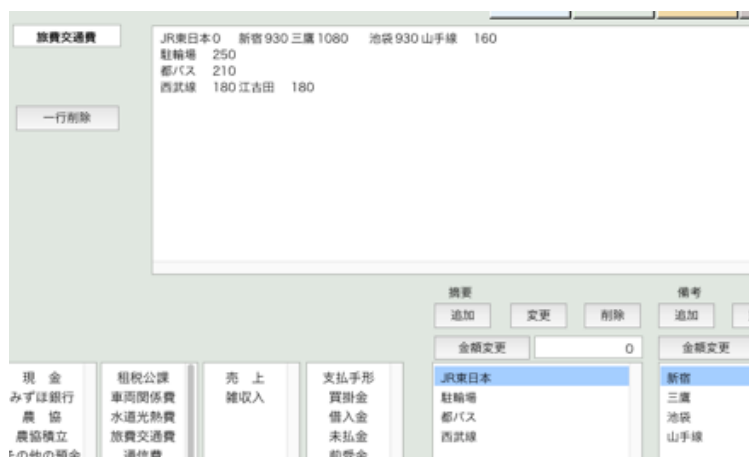 旅費交通費
JR東日本0 新宿930 三鷹1080 池袋930 山手線 160
駐輪場 250
都バス 210
西武線 180 江古田 180
一行削除
摘要
備考
追加
変更
削除
追加
金額変更
0
金額変更
現 金
みずほ銀行
農 協
農協積立
その他の預金
租税公課
車両関係費
水道光熱費
旅費交通費
通信費
売 上
雑収入
支払手形
買掛金
借入金
未払金
前受金
JR東日本
駐輪場
都バス
西武線
新宿
三鷹
池袋
山手線